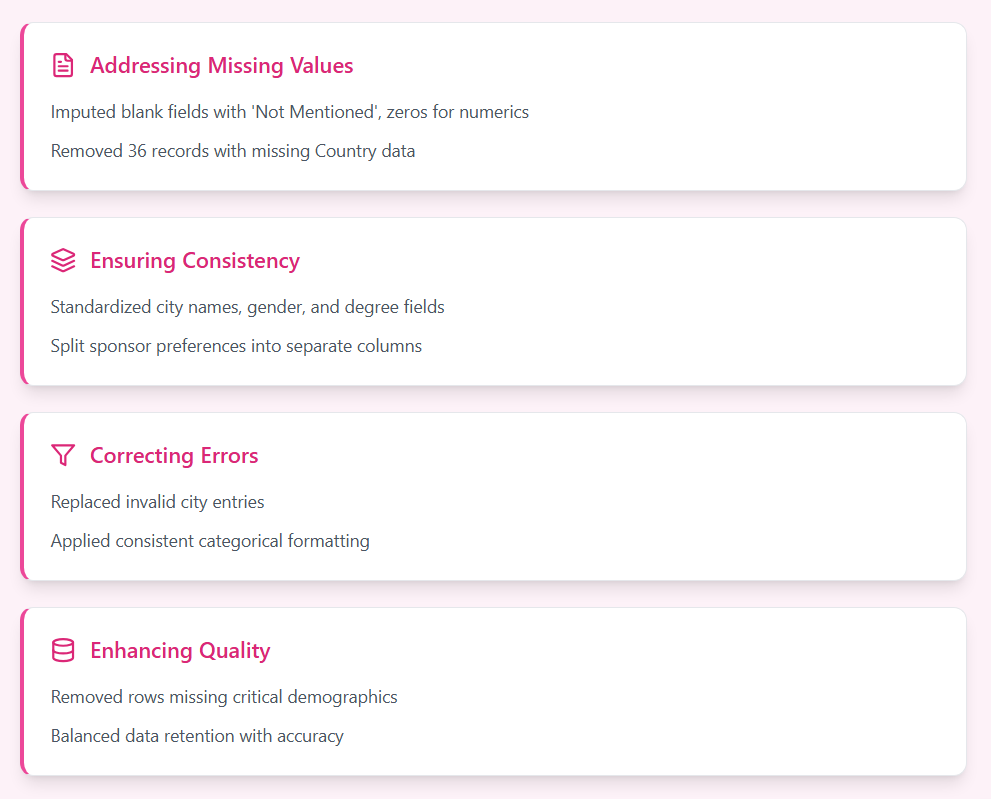 Addressing Missing Values
Imputed blank fields with 'Not Mentioned', zeros for numerics
Removed 36 records with missing Country data
Ensuring Consistency
Standardized city names, gender, and degree fields
Split sponsor preferences into separate columns
Correcting Errors
Replaced invalid city entries
Applied consistent categorical formatting
Enhancing Quality
Removed rows missing critical demographics
Balanced data retention with accuracy